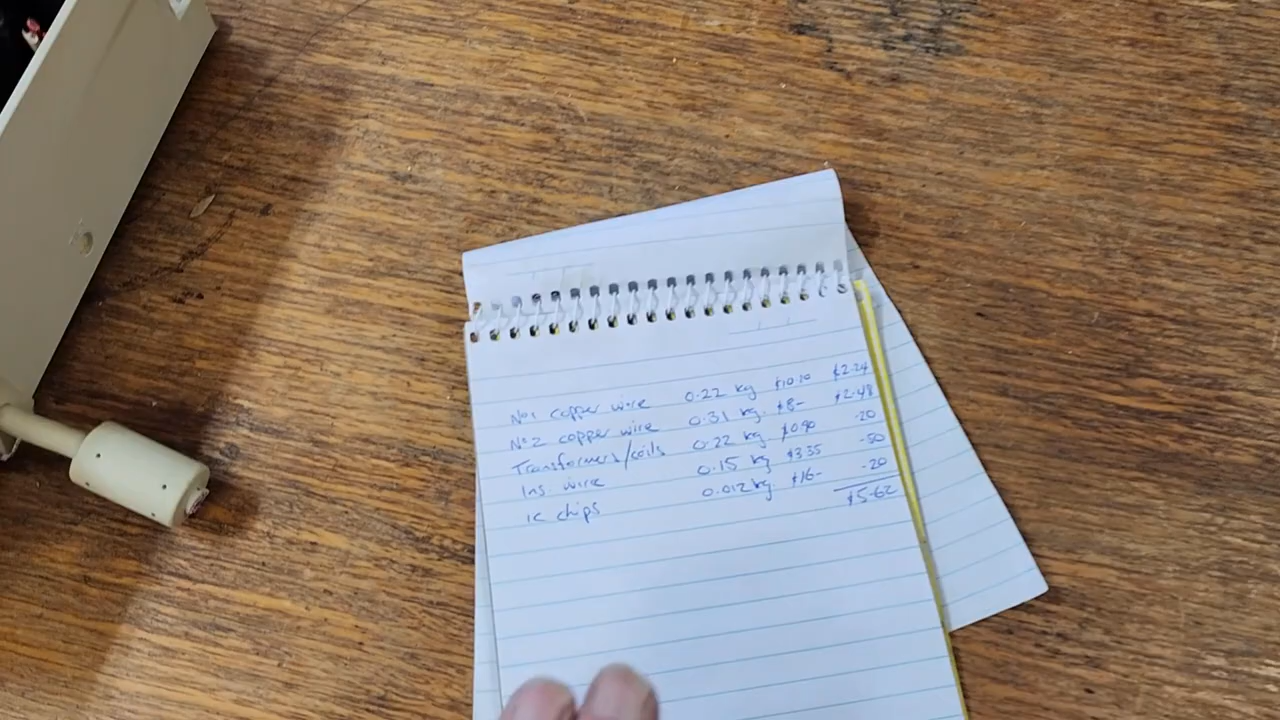 No1 copper wire 0.22 kg $10.20 $2.24
No2 copper wire 0.31 kg. $8- $2.48
Transformers/coils 0.22 kg $0.90 -20
Ins. wire 0.15 kg $3.35 -50
IC chips 0.012 kg. $16- -20
$5.62